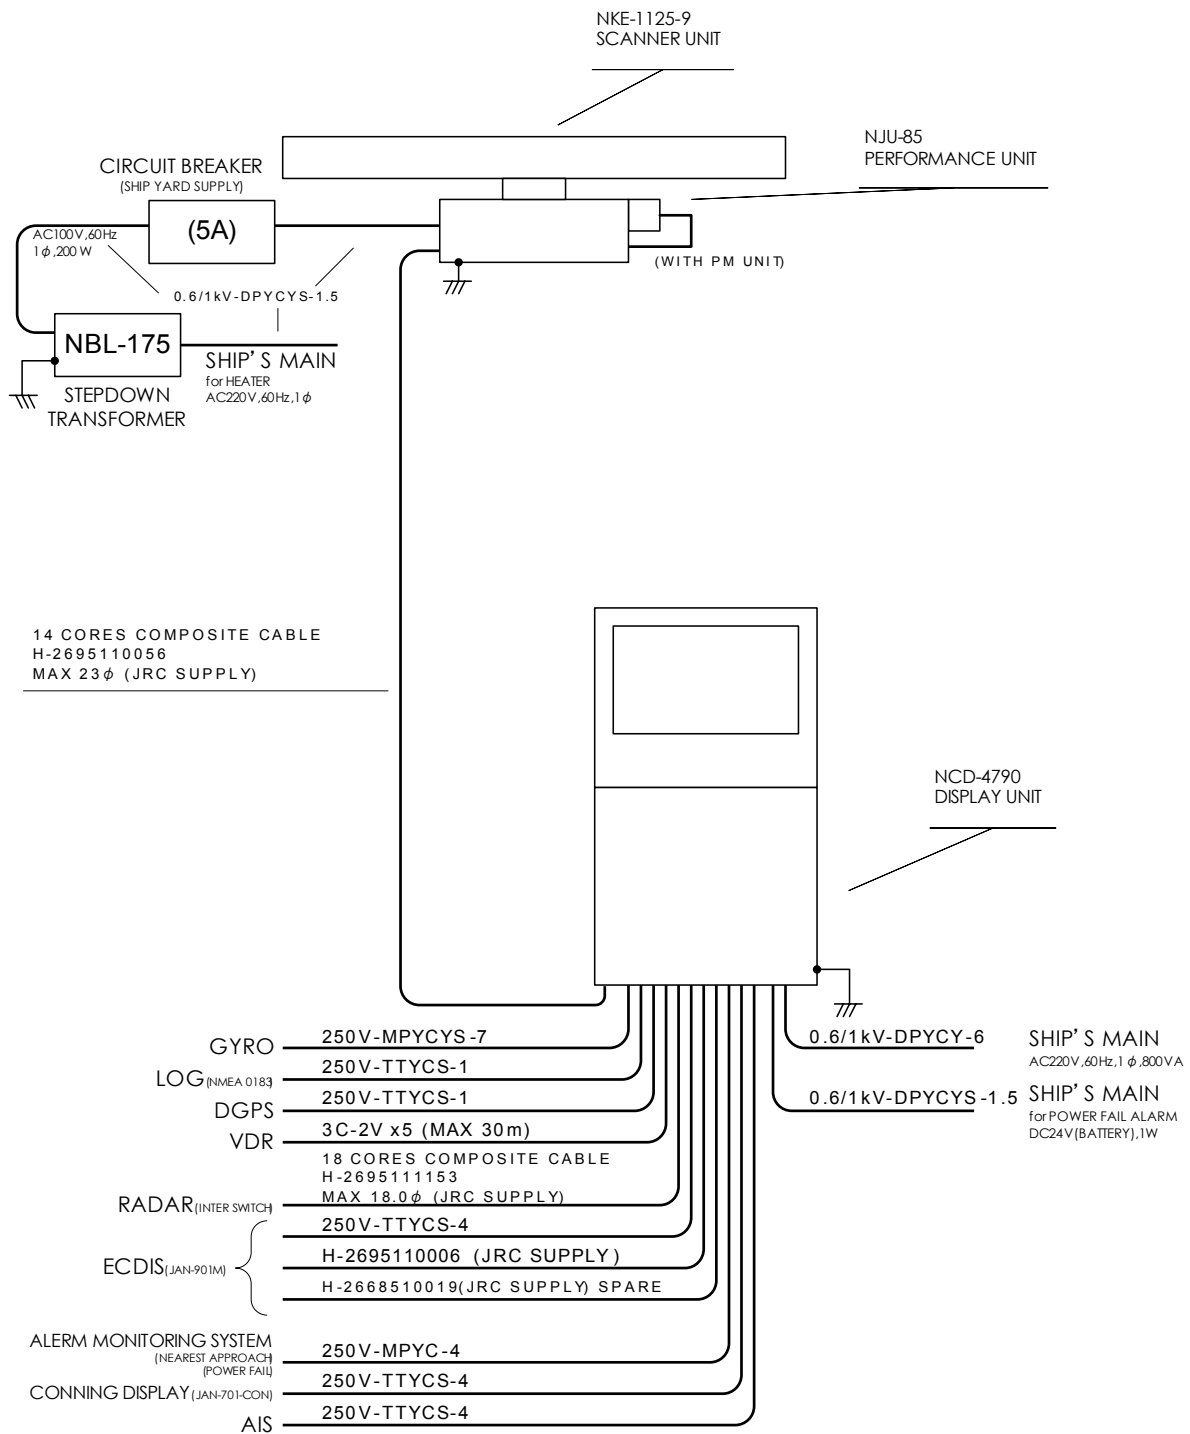 NKE-1125-9
SCANNER UNIT
NJU-85
PERFORMANCE UNIT
CIRCUIT BREAKER
(SHIP YARD SUPPLY)
(5A)
AC100V,60Hz
1φ,200W
(WITH PM UNIT)
0.6/1kV-DPYCYS-1.5
NBL-175
SHIP'S MAIN
for HEATER
AC220V,60Hz,1φ
STEPDOWN
TRANSFORMER
14 CORES COMPOSITE CABLE
H-2695110056
MAX 23φ (JRC SUPPLY)
NCD-4790
DISPLAY UNIT
GYRO 250V-MPYCYS-7
LOG(NMEA 0183) 250V-TTYCS-1
DGPS 250V-TTYCS-1
VDR 3C-2V x5 (MAX 30m)
18 CORES COMPOSITE CABLE
H-2695111153
RADAR(INTER SWITCH) MAX 18.0φ (JRC SUPPLY)
250V-TTYCS-4
ECDIS(JAN-901M) H-2695110006 (JRC SUPPLY)
H-2668510019(JRC SUPPLY) SPARE
ALERM MONITORING SYSTEM 250V-MPYC-4
(NEAREST APPROACH)
(POWER FAIL)
CONNING DISPLAY(JAN-701-CON) 250V-TTYCS-4
AIS 250V-TTYCS-4
0.6/1kV-DPYCY-6 SHIP'S MAIN
AC220V,60Hz,1φ,800VA
0.6/1kV-DPYCYS-1.5 SHIP'S MAIN
for POWER FAIL ALARM
DC24V(BATTERY),1W